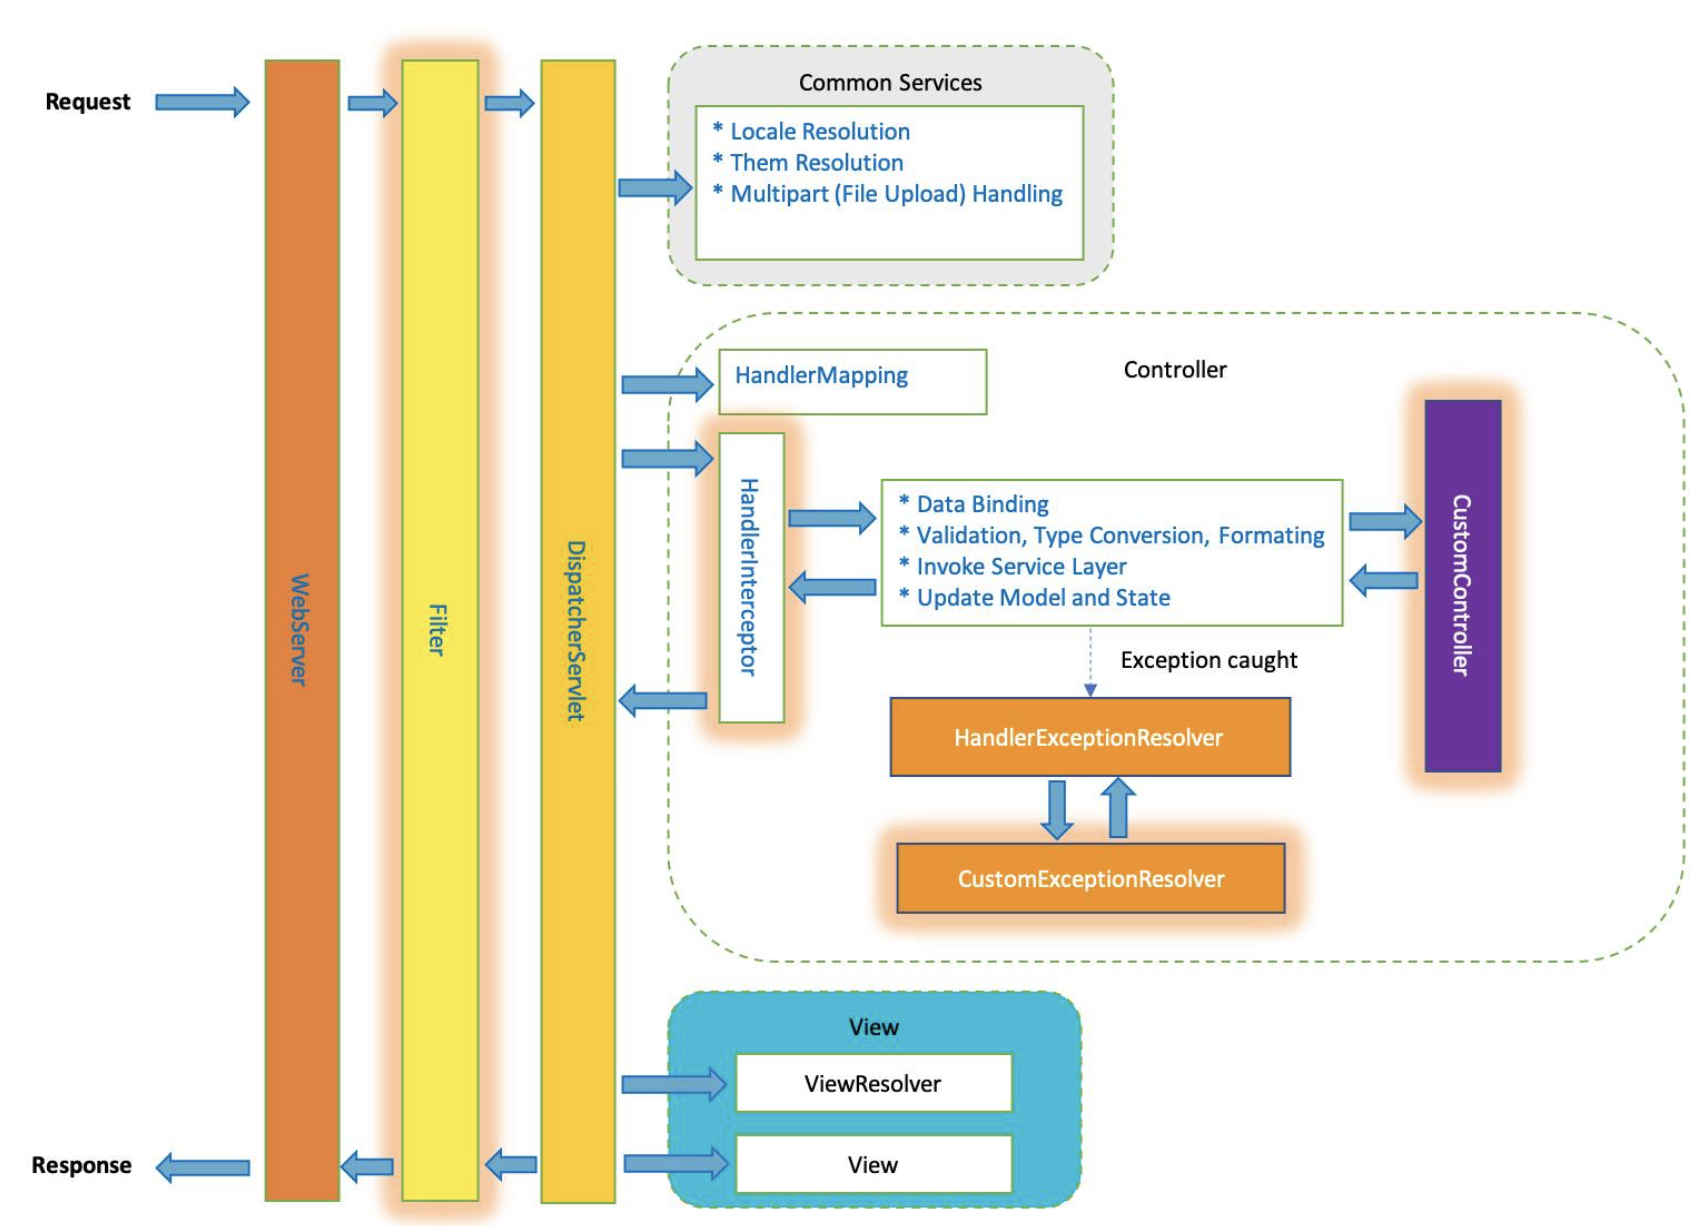 Request
WebServer
Filter
DispatcherServlet
Common Services
* Locale Resolution
* Them Resolution
* Multipart (File Upload) Handling
Controller
HandlerMapping
HandlerInterceptor
* Data Binding
* Validation, Type Conversion, Formating
* Invoke Service Layer
* Update Model and State
CustomController
Exception caught
HandlerExceptionResolver
CustomExceptionResolver
View
ViewResolver
View
Response